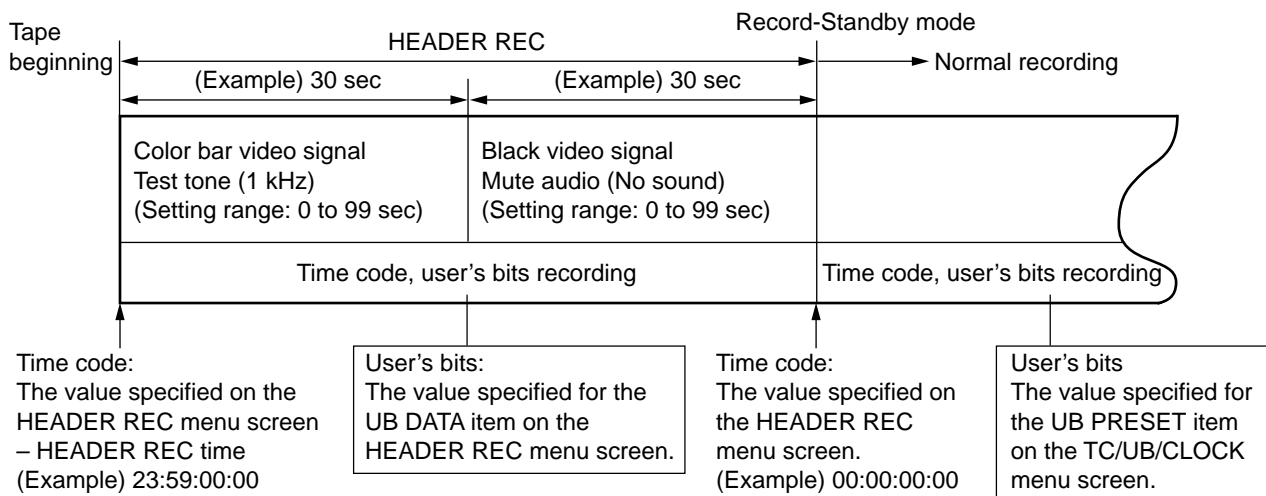 Tape
beginning
HEADER REC
Record-Standby mode
Normal recording
(Example) 30 sec
(Example) 30 sec
Color bar video signal
Test tone (1 kHz)
(Setting range: 0 to 99 sec)
Black video signal
Mute audio (No sound)
(Setting range: 0 to 99 sec)
Time code, user's bits recording
Time code, user's bits recording
Time code:
The value specified on the
HEADER REC menu screen
– HEADER REC time
(Example) 23:59:00:00
User's bits:
The value specified for the
UB DATA item on the
HEADER REC menu screen.
Time code:
The value specified on
the HEADER REC
menu screen.
(Example) 00:00:00:00
User's bits
The value specified for
the UB PRESET item
on the TC/UB/CLOCK
menu screen.